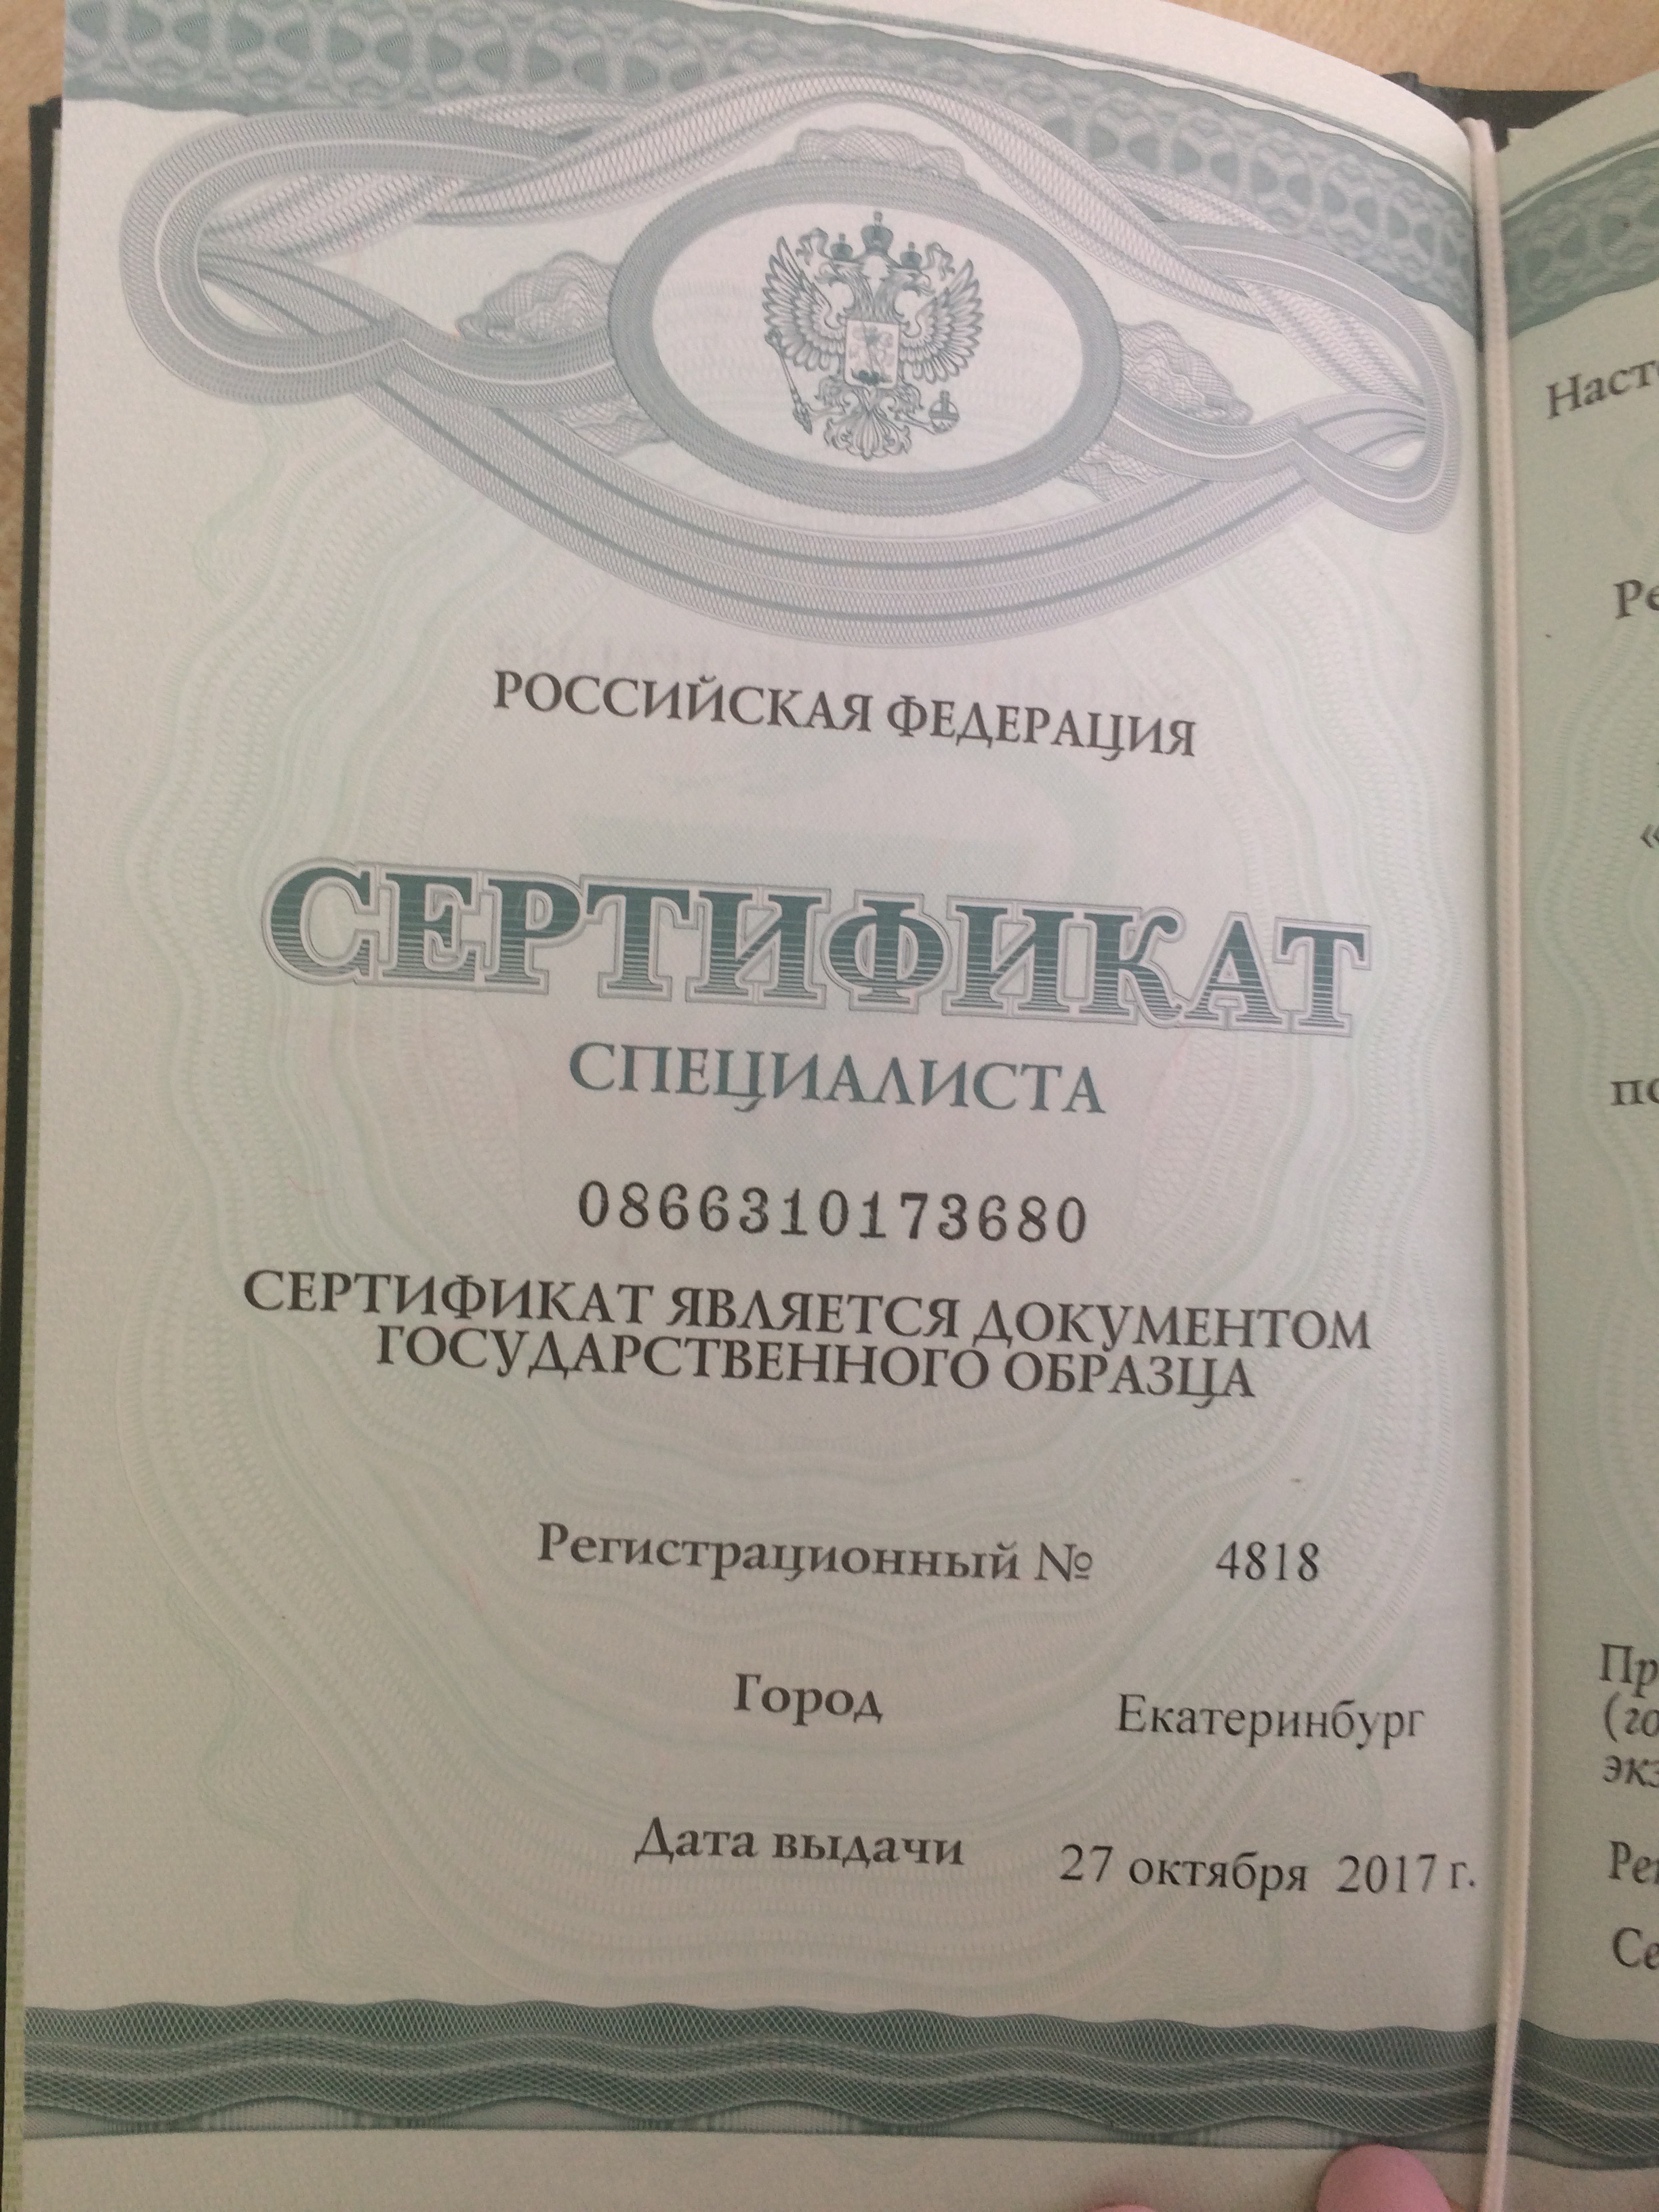 РОССИЙСКАЯ ФЕДЕРАЦИЯ
СЕРТИФИКАТ
СПЕЦИАЛИСТА
0866310173680
СЕРТИФИКАТ ЯВЛЯЕТСЯ ДОКУМЕНТОМ
ГОСУДАРСТВЕННОГО ОБРАЗЦА
Регистрационный № 4818
Город Екатеринбург
Дата выдачи 27 октября 2017 г.